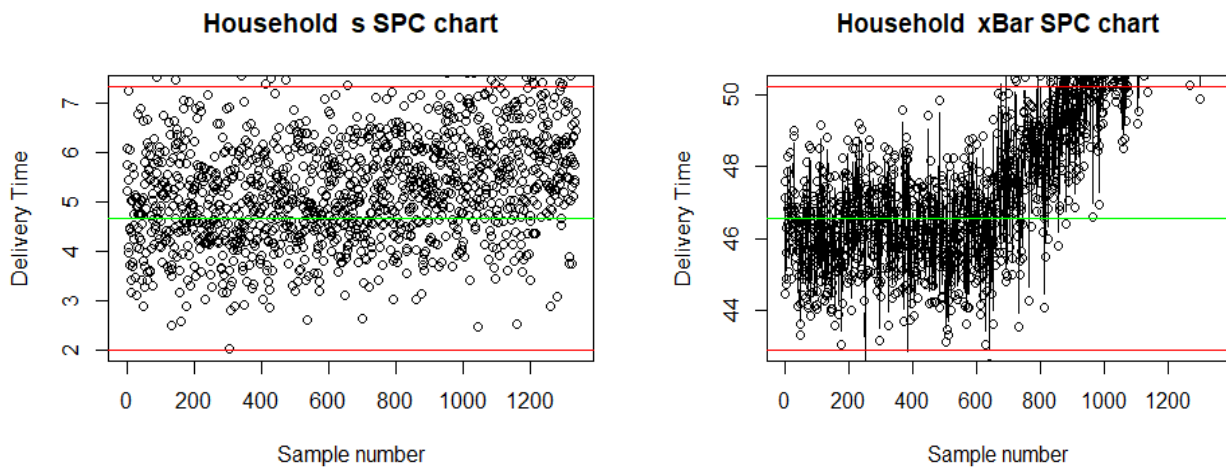 Household s SPC chart
Delivery Time
7
6
5
4
3
2
0 200 400 600 800 1000 1200
Sample number
Household xBar SPC chart
Delivery Time
50
48
46
44
0 200 400 600 800 1000 1200
Sample number